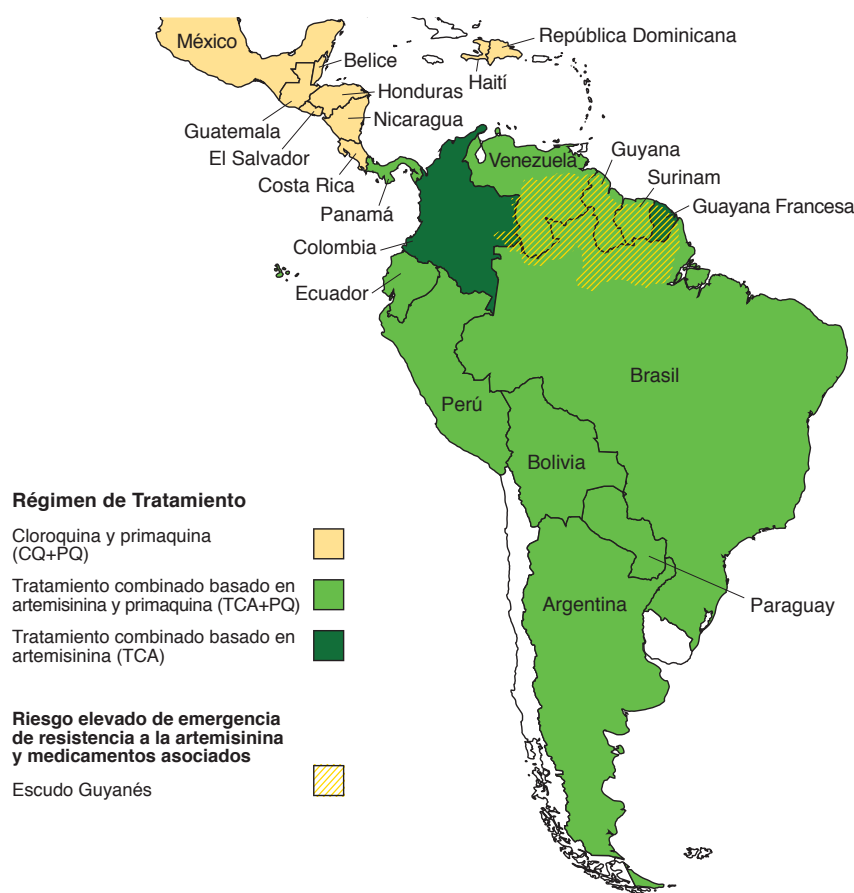 México
República Dominicana
Belice
Haití
Honduras
Guatemala
Nicaragua
El Salvador
Costa Rica
Panamá
Venezuela
Guyana
Surinam
Guayana Francesa
Colombia
Ecuador
Brasil
Perú
Bolivia
Argentina
Paraguay
Régimen de Tratamiento
Cloroquina y primaquina
(CQ+PQ)
Tratamiento combinado basado en
artemisinina y primaquina (TCA+PQ)
Tratamiento combinado basado en
artemisinina (TCA)
Riesgo elevado de emergencia
de resistencia a la artemisinina
y medicamentos asociados
Escudo Guyanés